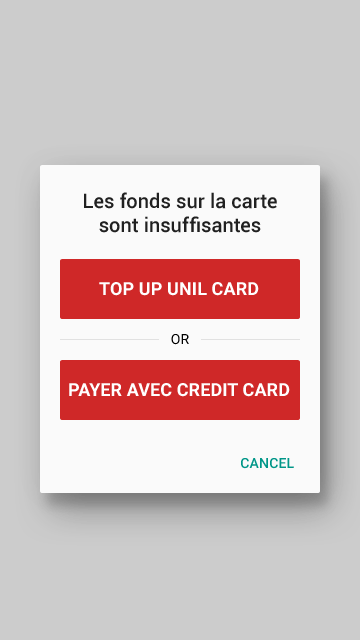 Les fonds sur la carte
sont insuffisantes
TOP UP UNIL CARD
OR
PAYER AVEC CREDIT CARD
CANCEL